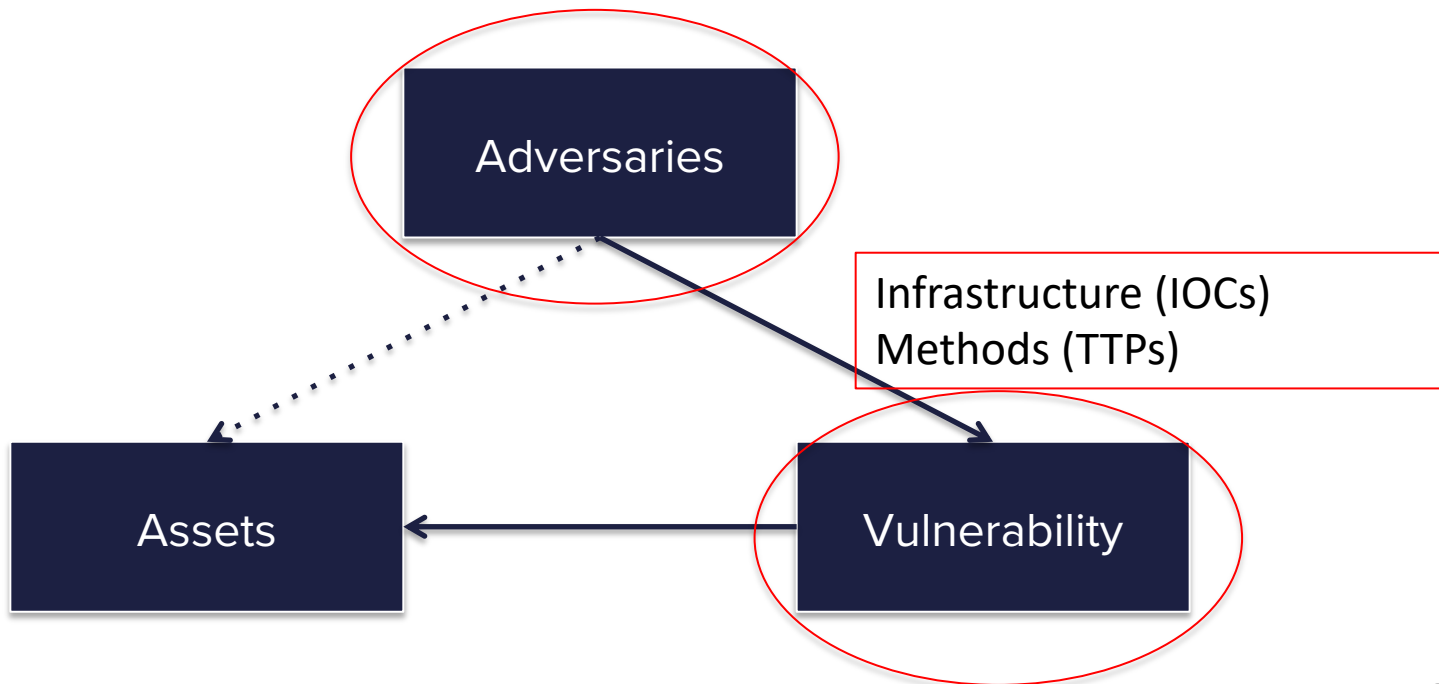 Adversaries
Infrastructure (IOCs)
Methods (TTPs)
Assets
Vulnerability